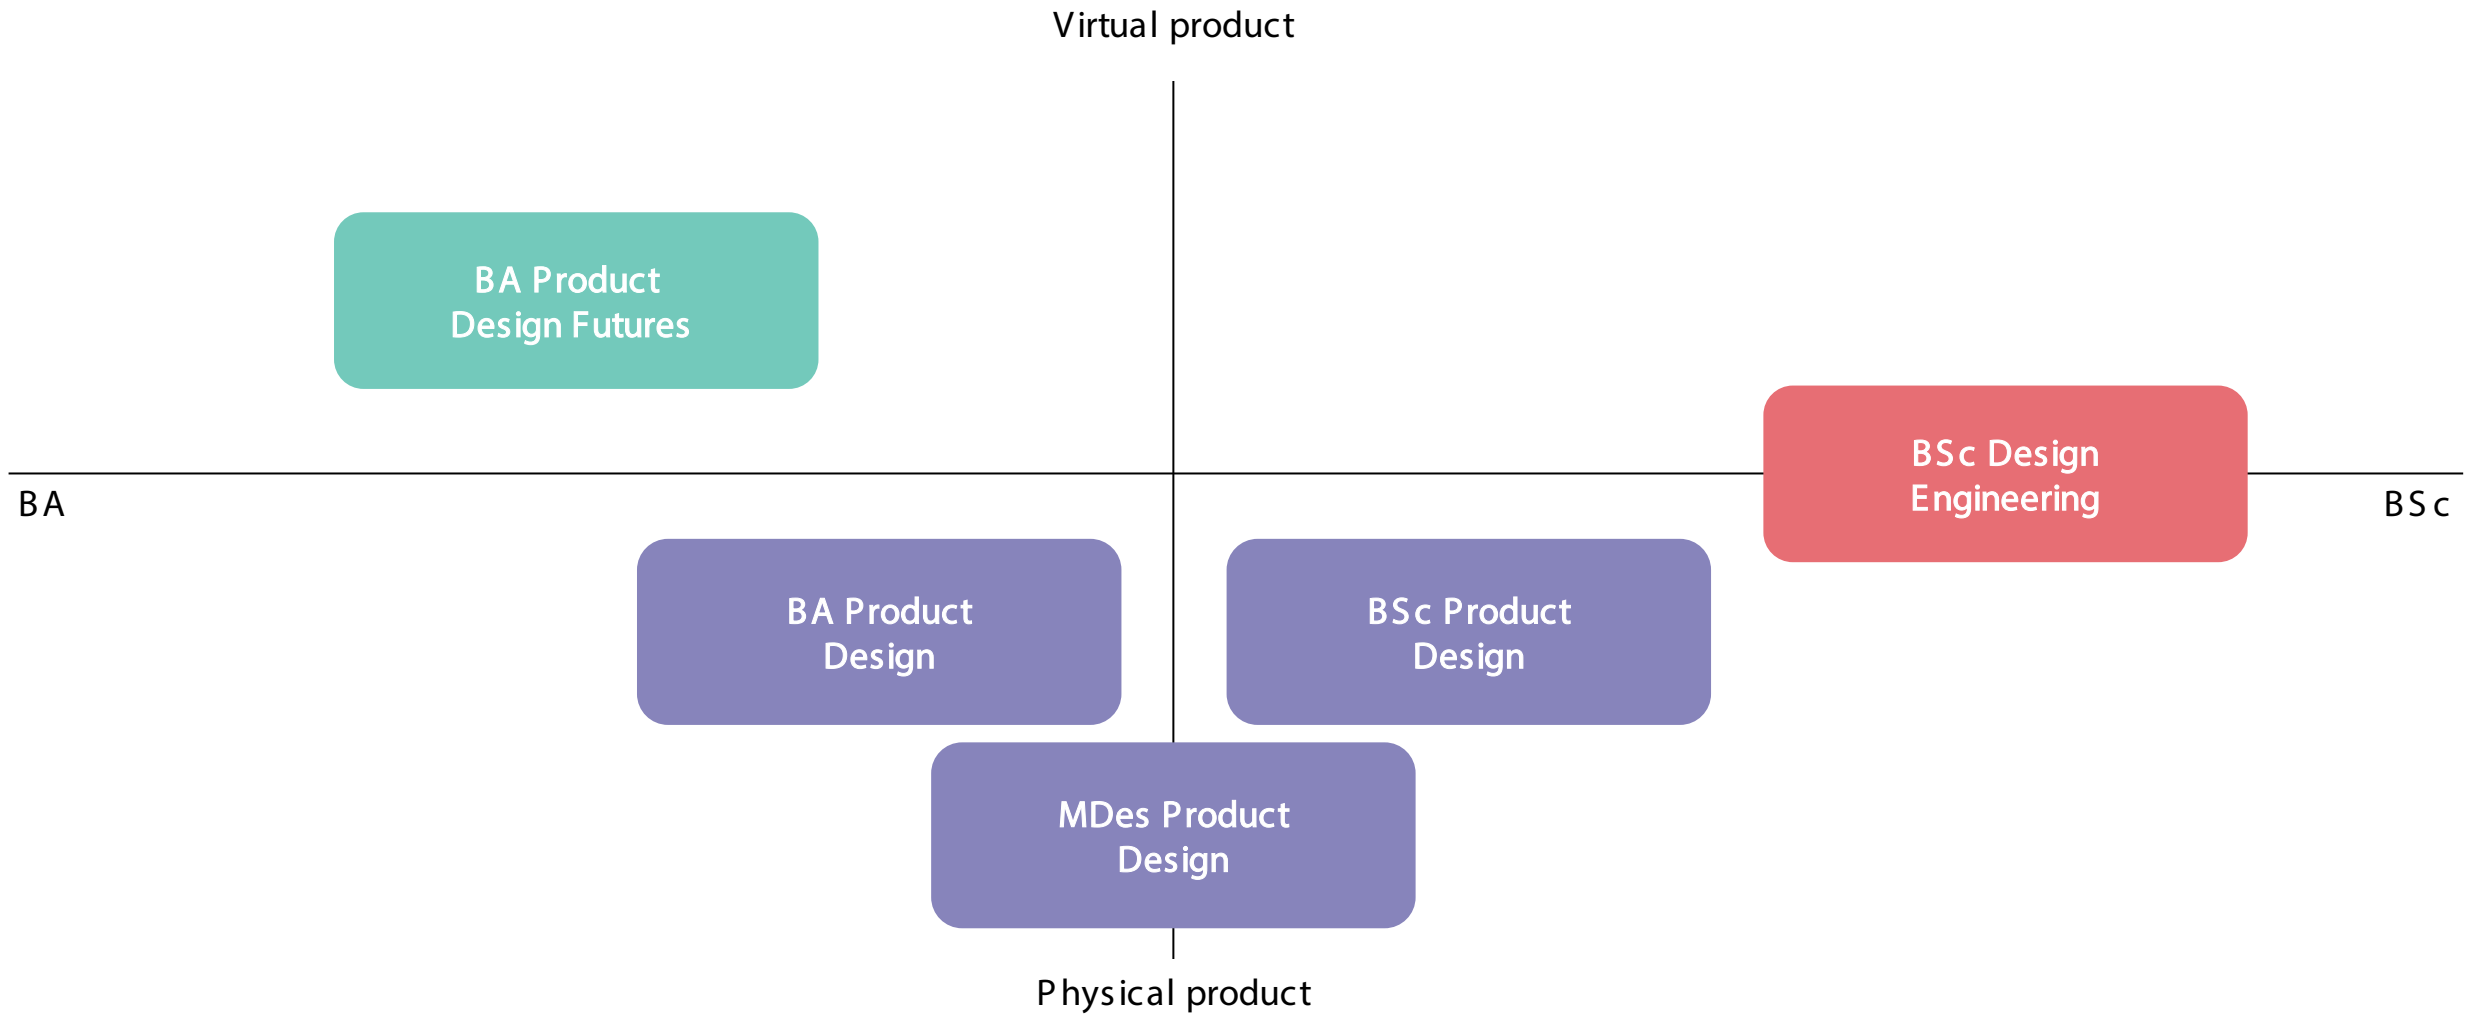 Virtual product
BA Product
Design Futures
BSc Design
Engineering
BA
BSc
BA Product
Design
BSc Product
Design
MDes Product
Design
Physical product